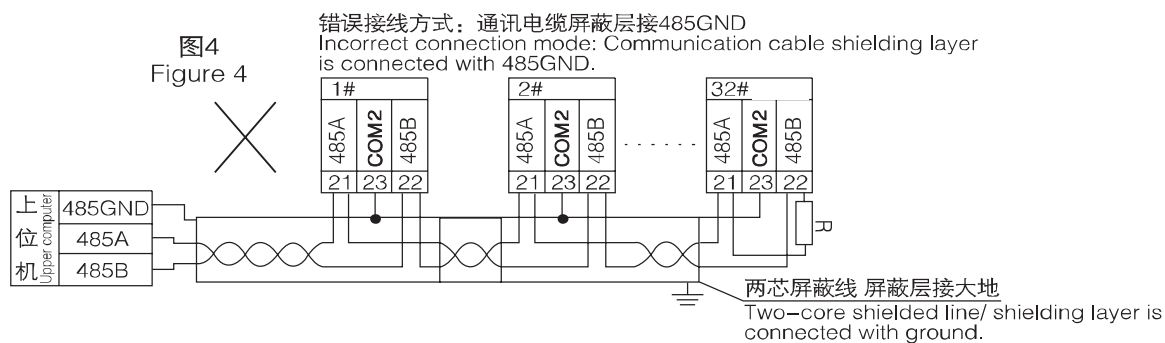 错误接线方式：通讯电缆屏蔽层接485GND
Incorrect connection mode: Communication cable shielding layer
is connected with 485GND.
图4
Figure 4
1#
485A COM2 485B
21 23 22
2#
485A COM2 485B
21 23 22
32#
485A COM2 485B
21 23 22
上位机
Upper computer
485GND
485A
485B
R
两芯屏蔽线 屏蔽层接大地
Two-core shielded line/ shielding layer is
connected with ground.